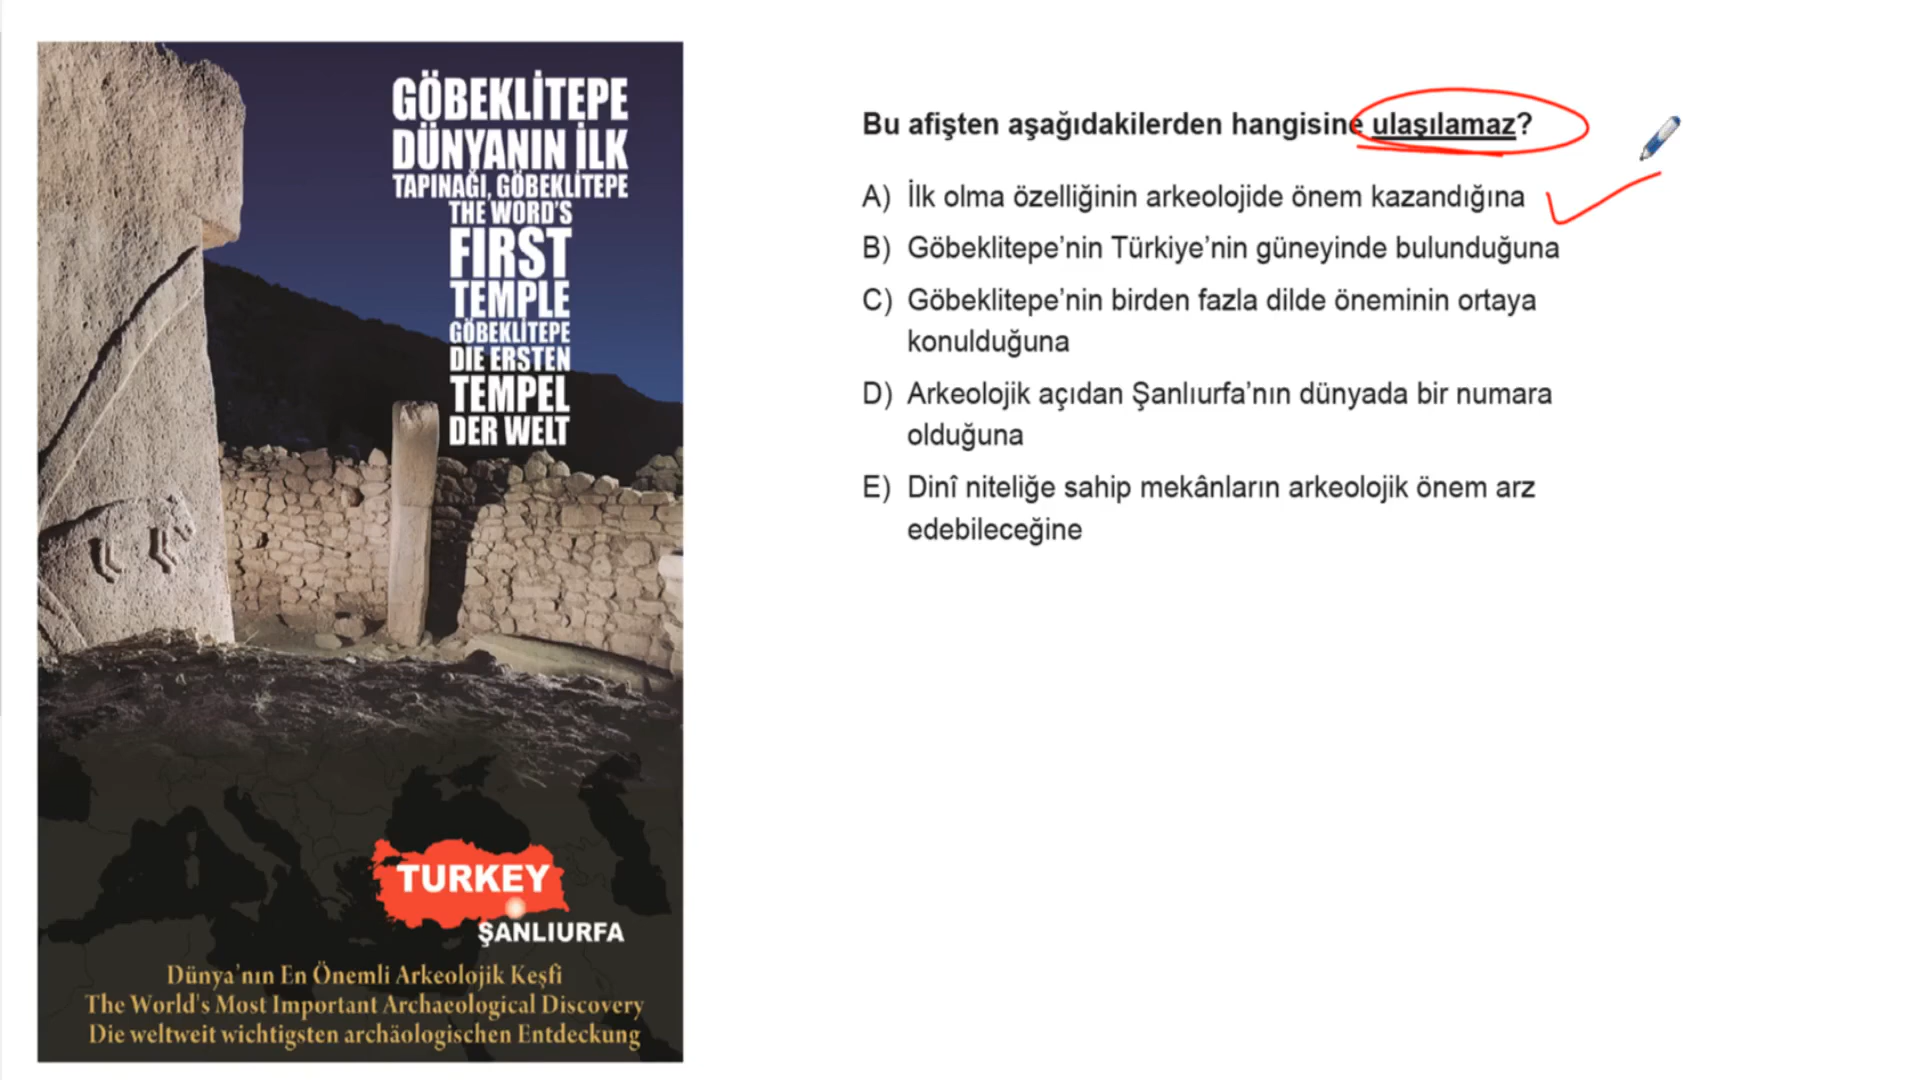 GÖBEKLİTEPE
DÜNYANIN İLK
TAPINAĞI, GÖBEKLİTEPE
THE WORD'S
FIRST
TEMPLE
GÖBEKLİTEPE
DIE ERSTEN
TEMPEL
DER WELT
TURKEY
ŞANLIURFA
Dünya'nın En Önemli Arkeolojik Keşfi
The World's Most Important Archaeological Discovery
Die weltweit wichtigsten archäologischen Entdeckung
Bu afişten aşağıdakilerden hangisine ulaşılamaz?
A) İlk olma özelliğinin arkeolojide önem kazandığına
B) Göbeklitepe'nin Türkiye'nin güneyinde bulunduğuna
C) Göbeklitepe'nin birden fazla dilde öneminin ortaya
konulduğuna
D) Arkeolojik açıdan Şanlıurfa'nın dünyada bir numara
olduğuna
E) Dinî niteliğe sahip mekânların arkeolojik önem arz
edebileceğine